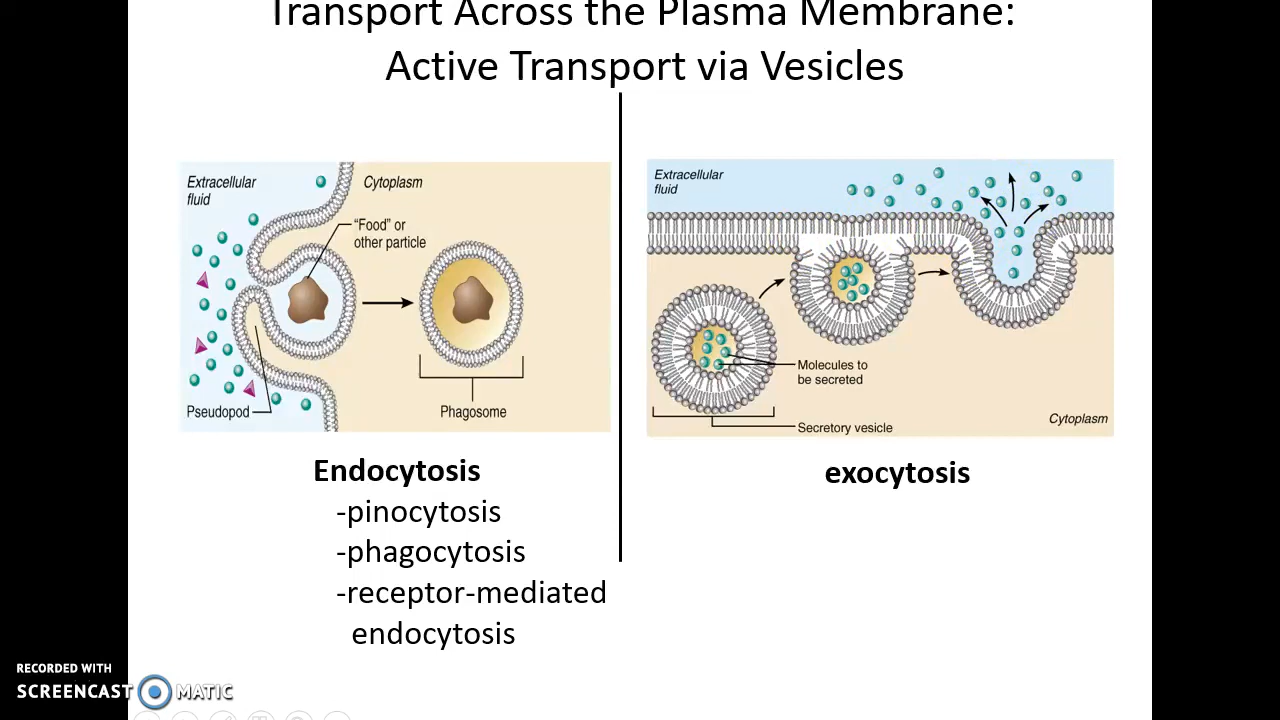 Transport Across the Plasma Membrane:
Active Transport via Vesicles
Extracellular
fluid
Cytoplasm
"Food" or
other particle
Pseudopod
Phagosome
Endocytosis
-pinocytosis
-phagocytosis
-receptor-mediated
endocytosis
Extracellular
fluid
Molecules to
be secreted
Secretory vesicle
Cytoplasm
exocytosis
RECORDED WITH
SCREENCAST MATIC